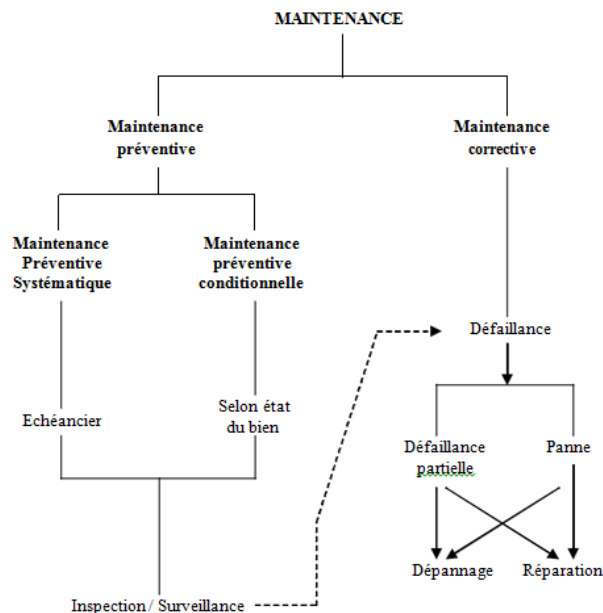 MAINTENANCE
Maintenance
préventive
Maintenance
corrective
Maintenance
Préventive
Systématique
Maintenance
préventive
conditionnelle
Défaillance
Echéancier
Selon état
du bien
Défaillance
partielle
Panne
Dépannage
Réparation
Inspection / Surveillance